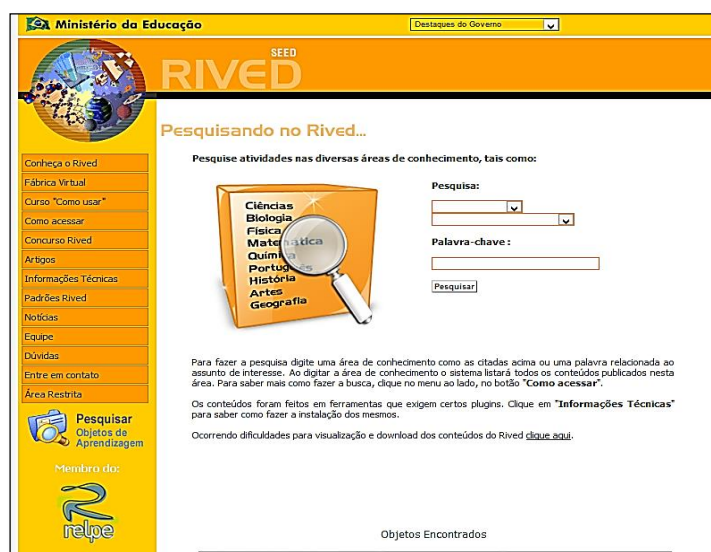 Ministério da Educação
Destaques do Governo
SEED
RIVED
Pesquisando no Rived...
Pesquise atividades nas diversas áreas de conhecimento, tais como:
Conheça o Rived
Fábrica Virtual
Curso "Como usar"
Como acessar
Concurso Rived
Artigos
Informações Técnicas
Padrões Rived
Notícias
Equipe
Dúvidas
Entre em contato
Área Restrita
Pesquisar
Objetos de
Aprendizagem
Membro do:
relpe
Ciências
Biologia
Física
Matemática
Química
Português
História
Artes
Geografia
Pesquisa:
Palavra-chave :
Pesquisar
Para fazer a pesquisa digite uma área de conhecimento como as citadas acima ou uma palavra relacionada ao
assunto de interesse. Ao digitar a área de conhecimento o sistema listará todos os conteúdos publicados nesta
área. Para saber mais como fazer a busca, clique no menu ao lado, no botão "Como acessar".
Os conteúdos foram feitos em ferramentas que exigem certos plugins. Clique em "Informações Técnicas"
para saber como fazer a instalação dos mesmos.
Ocorrendo dificuldades para visualização e download dos conteúdos do Rived clique aqui.
Objetos Encontrados